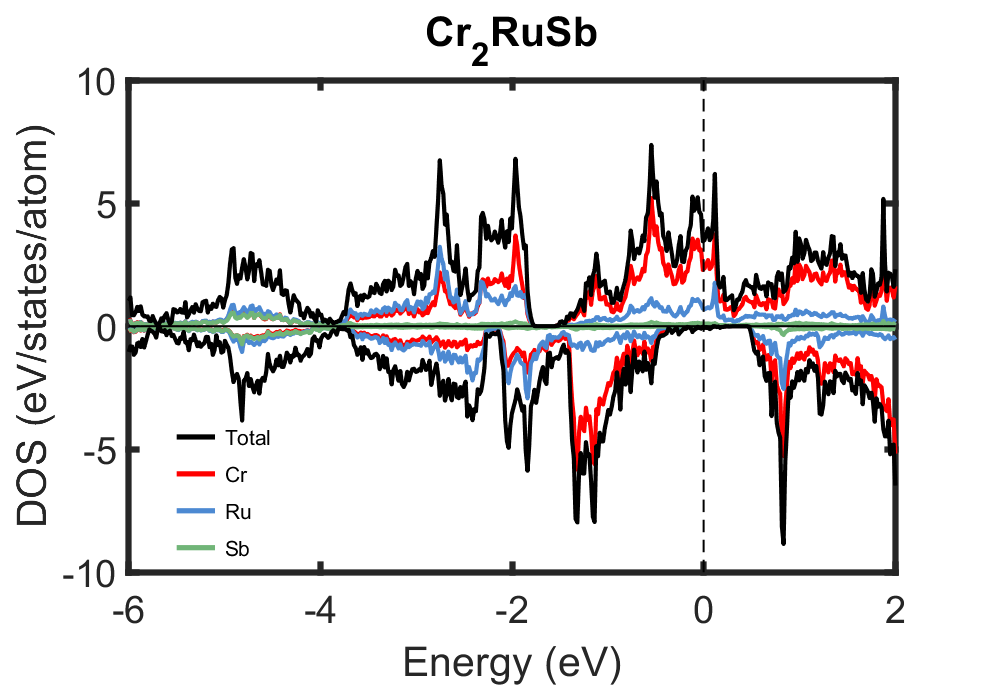 Cr2RuSb
10
5
0
0
-5
-10
DOS (eV/states/atom)
Total
Cr
Ru
Sb
-6
-4
-2
0
2
Energy (eV)